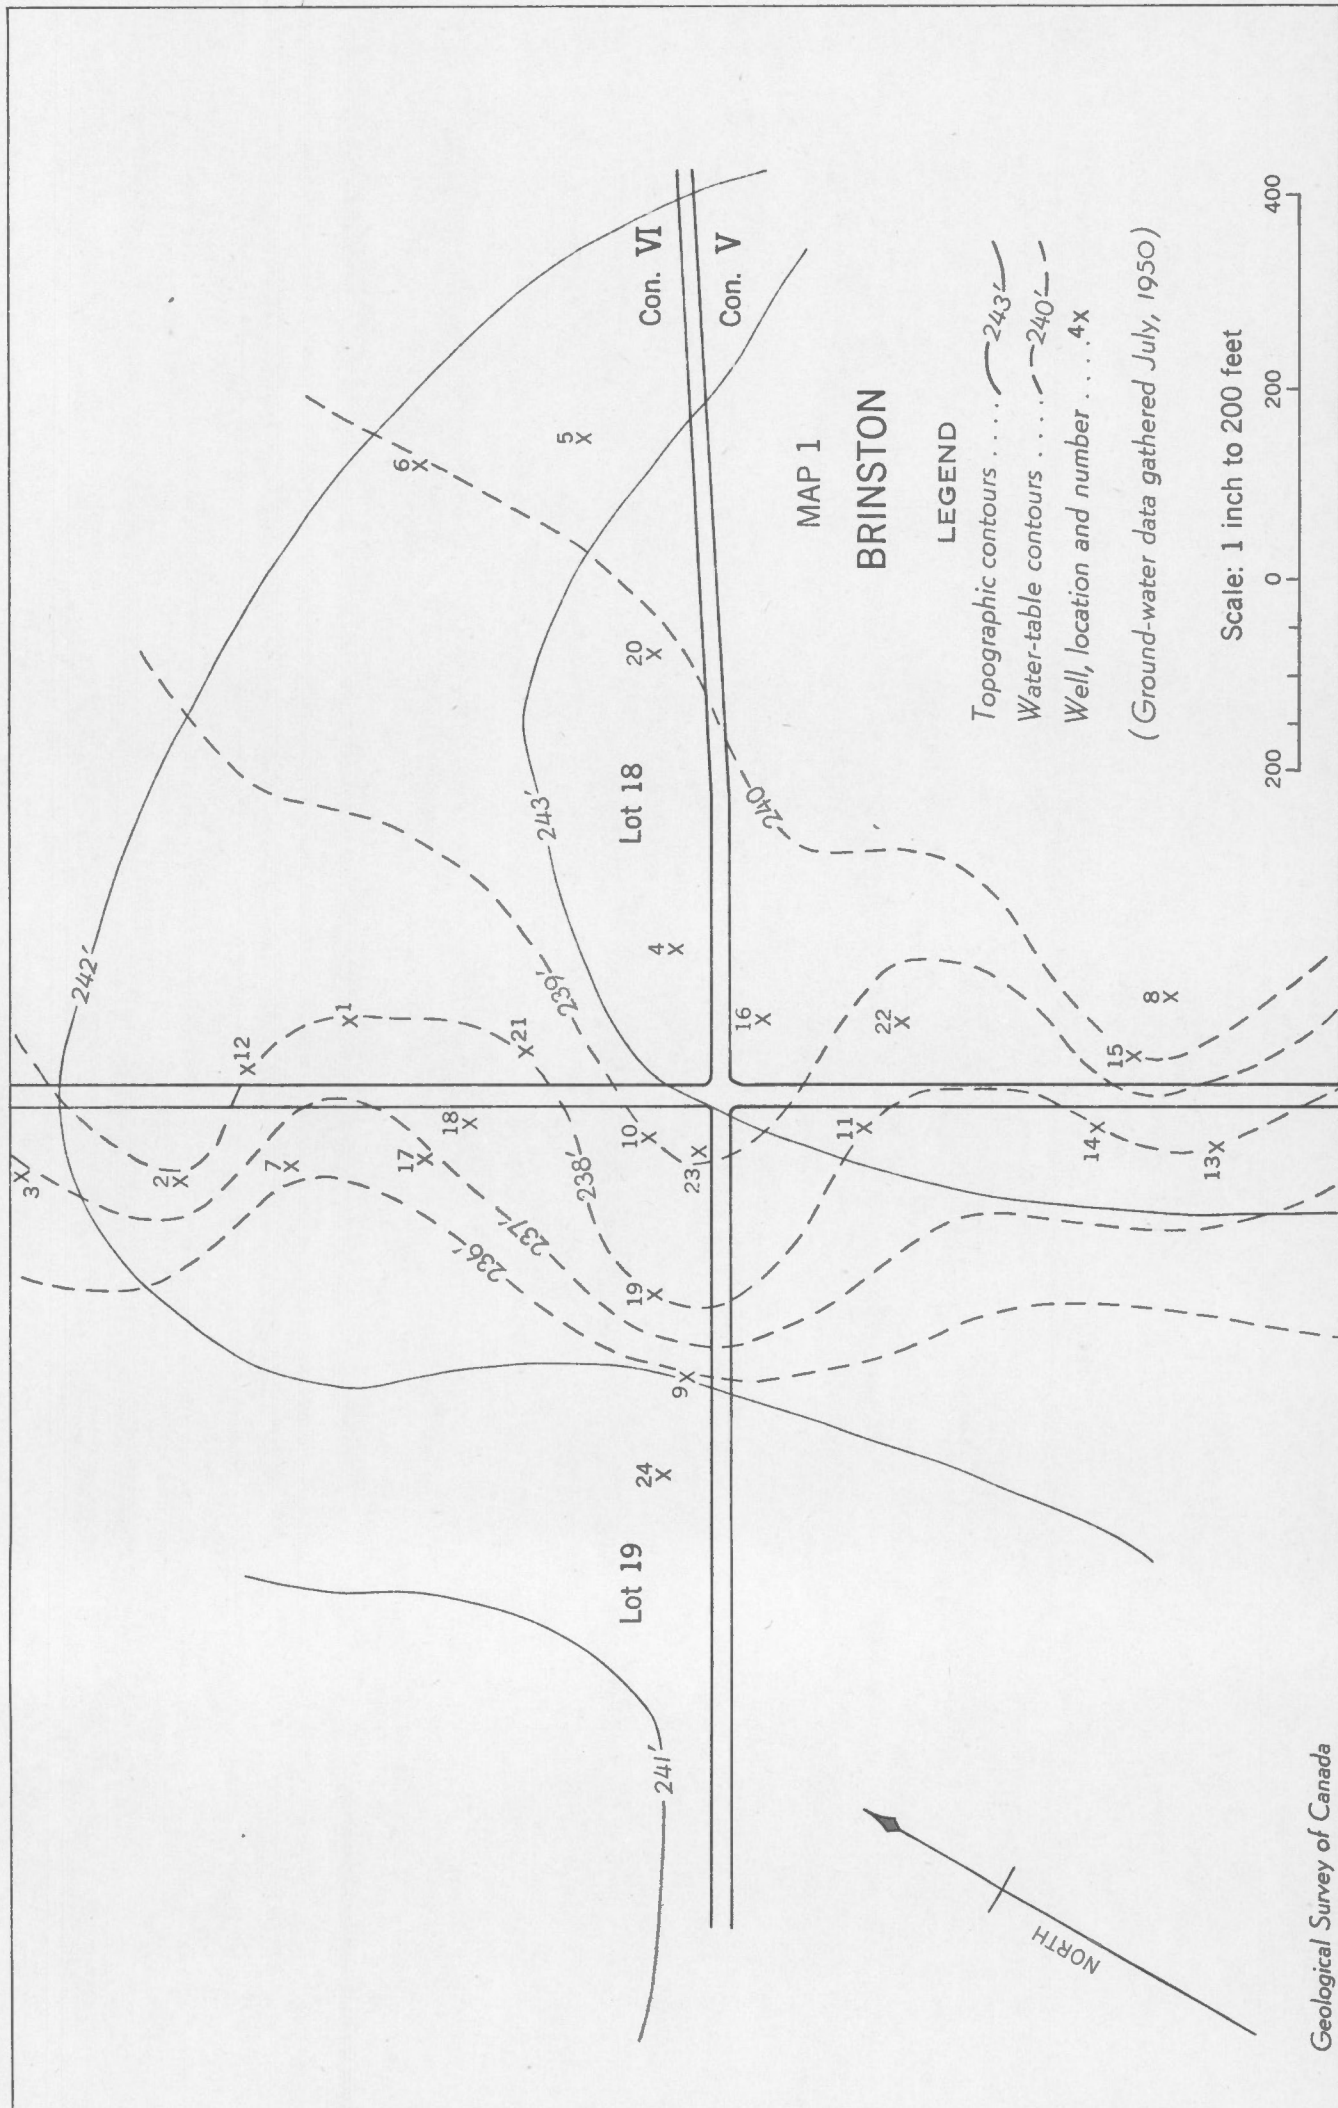 3
2
12
1
7
17
18
21
10
23
19
9
24
6
5
20
4
16
22
11
15
8
14
13
242'
243'
241'
239'
238'
237'
236'
240
Con. VI
Con. V
Lot 18
Lot 19
MAP 1
BRINSTON
LEGEND
Topographic contours ..... 243'
Water-table contours ..... 240'
Well, location and number .... 4x
(Ground-water data gathered July, 1950)
Scale: 1 inch to 200 feet
200 0 200 400
NORTH
Geological Survey of Canada